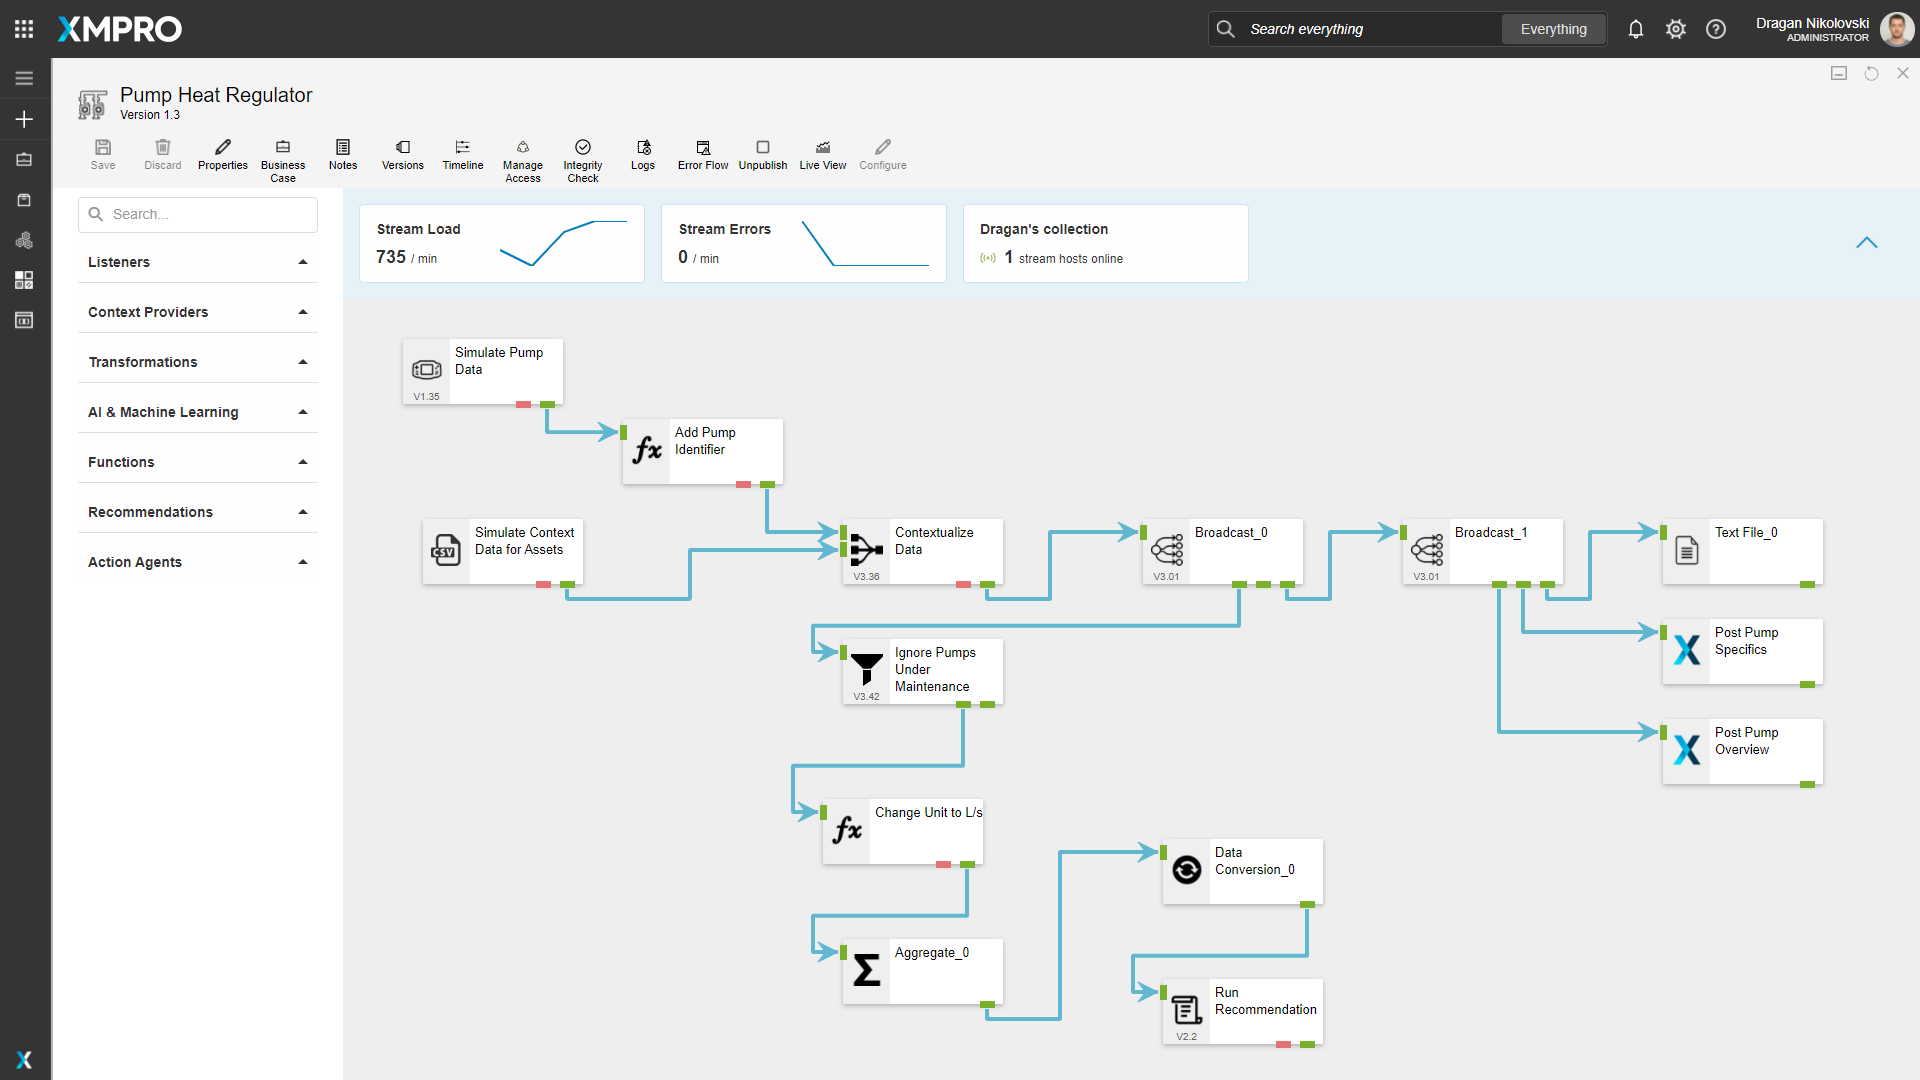 XMPRO
Search everything
Everything
Dragan Nikolovski
ADMINISTRATOR
Pump Heat Regulator
Version 1.3
Save
Discard
Properties
Business
Case
Notes
Versions
Timeline
Manage
Access
Integrity
Check
Logs
Error Flow
Unpublish
Live View
Configure
Search...
Listeners
Context Providers
Transformations
AI & Machine Learning
Functions
Recommendations
Action Agents
Stream Load
735 / min
Stream Errors
0 / min
Dragan's collection
1 stream hosts online
Simulate Pump
Data
V1.35
Add Pump
Identifier
fx
Simulate Context
Data for Assets
CSV
Contextualize
Data
V3.36
Broadcast_0
V3.01
Broadcast_1
V3.01
Text File_0
Ignore Pumps
Under
Maintenance
V3.42
Post Pump
Specifics
Post Pump
Overview
Change Unit to L/s
fx
Data
Conversion_0
Aggregate_0
Σ
Run
Recommendation
V2.2